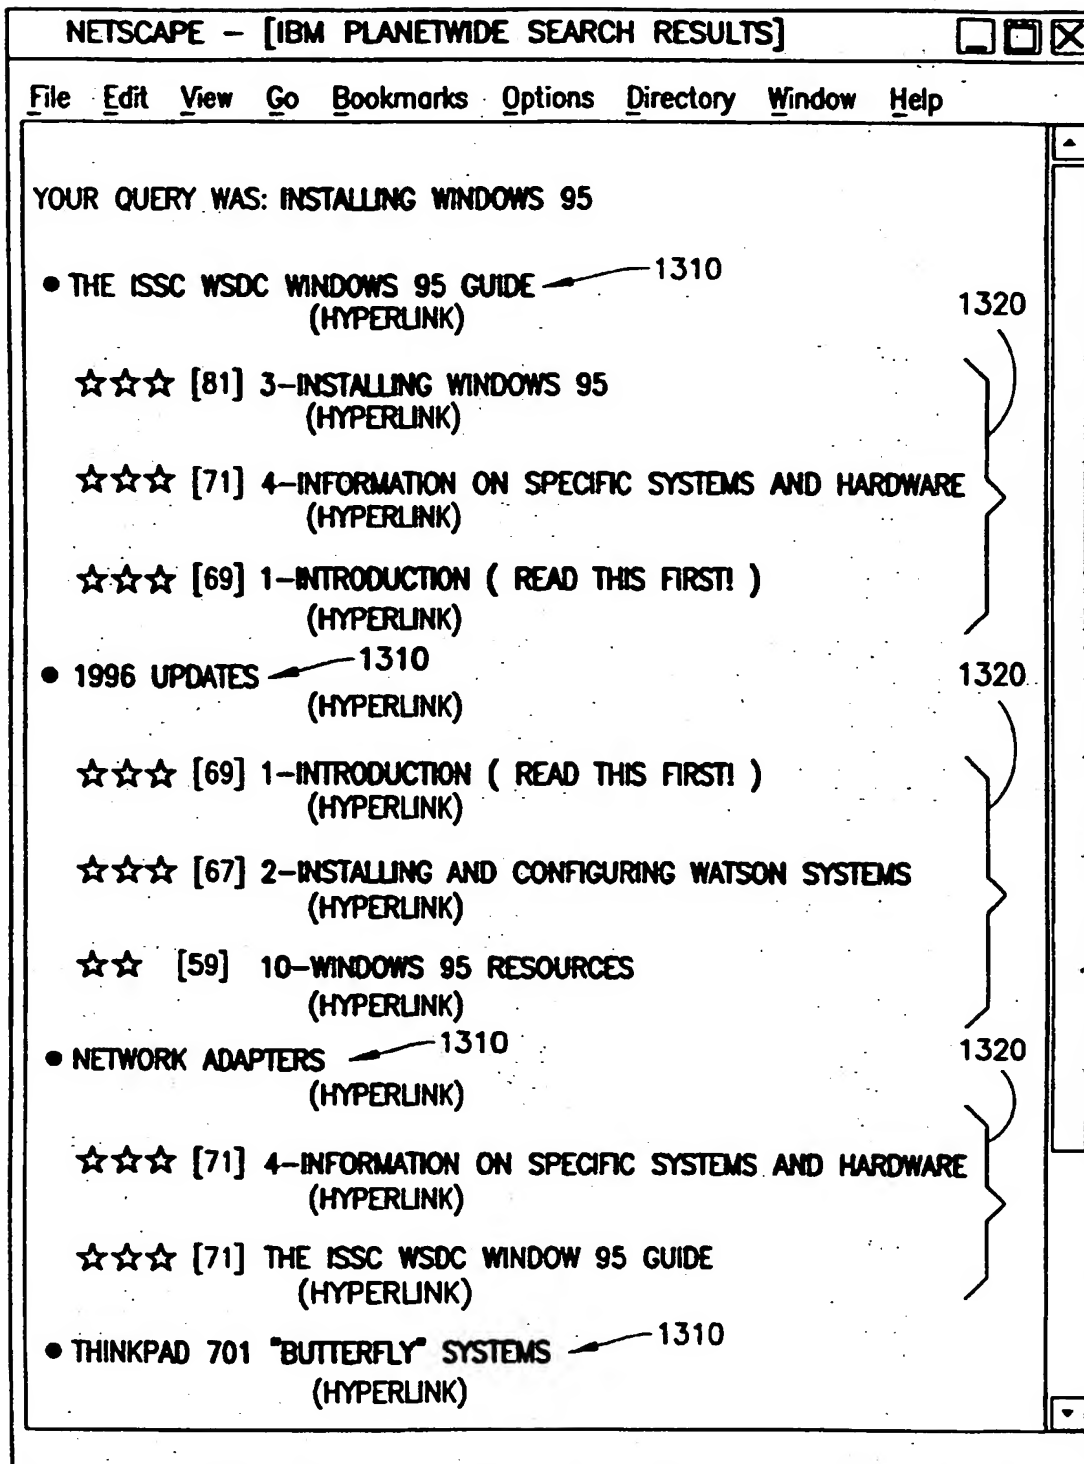 NETSCAPE – [IBM PLANETWIDE SEARCH RESULTS]
File Edit View Go Bookmarks Options Directory Window Help
YOUR QUERY WAS: INSTALLING WINDOWS 95
● THE ISSC WSDC WINDOWS 95 GUIDE 1310
(HYPERLINK)
1320
☆☆☆ [81] 3–INSTALLING WINDOWS 95
(HYPERLINK)
☆☆☆ [71] 4–INFORMATION ON SPECIFIC SYSTEMS AND HARDWARE
(HYPERLINK)
☆☆☆ [69] 1–INTRODUCTION ( READ THIS FIRST! )
(HYPERLINK)
● 1996 UPDATES 1310
1320
(HYPERLINK)
☆☆☆ [69] 1–INTRODUCTION ( READ THIS FIRST! )
(HYPERLINK)
☆☆☆ [67] 2–INSTALLING AND CONFIGURING WATSON SYSTEMS
(HYPERLINK)
☆☆ [59] 10–WINDOWS 95 RESOURCES
(HYPERLINK)
● NETWORK ADAPTERS 1310
1320
(HYPERLINK)
☆☆☆ [71] 4–INFORMATION ON SPECIFIC SYSTEMS AND HARDWARE
(HYPERLINK)
☆☆☆ [71] THE ISSC WSDC WINDOW 95 GUIDE
(HYPERLINK)
● THINKPAD 701 "BUTTERFLY" SYSTEMS 1310
(HYPERLINK)